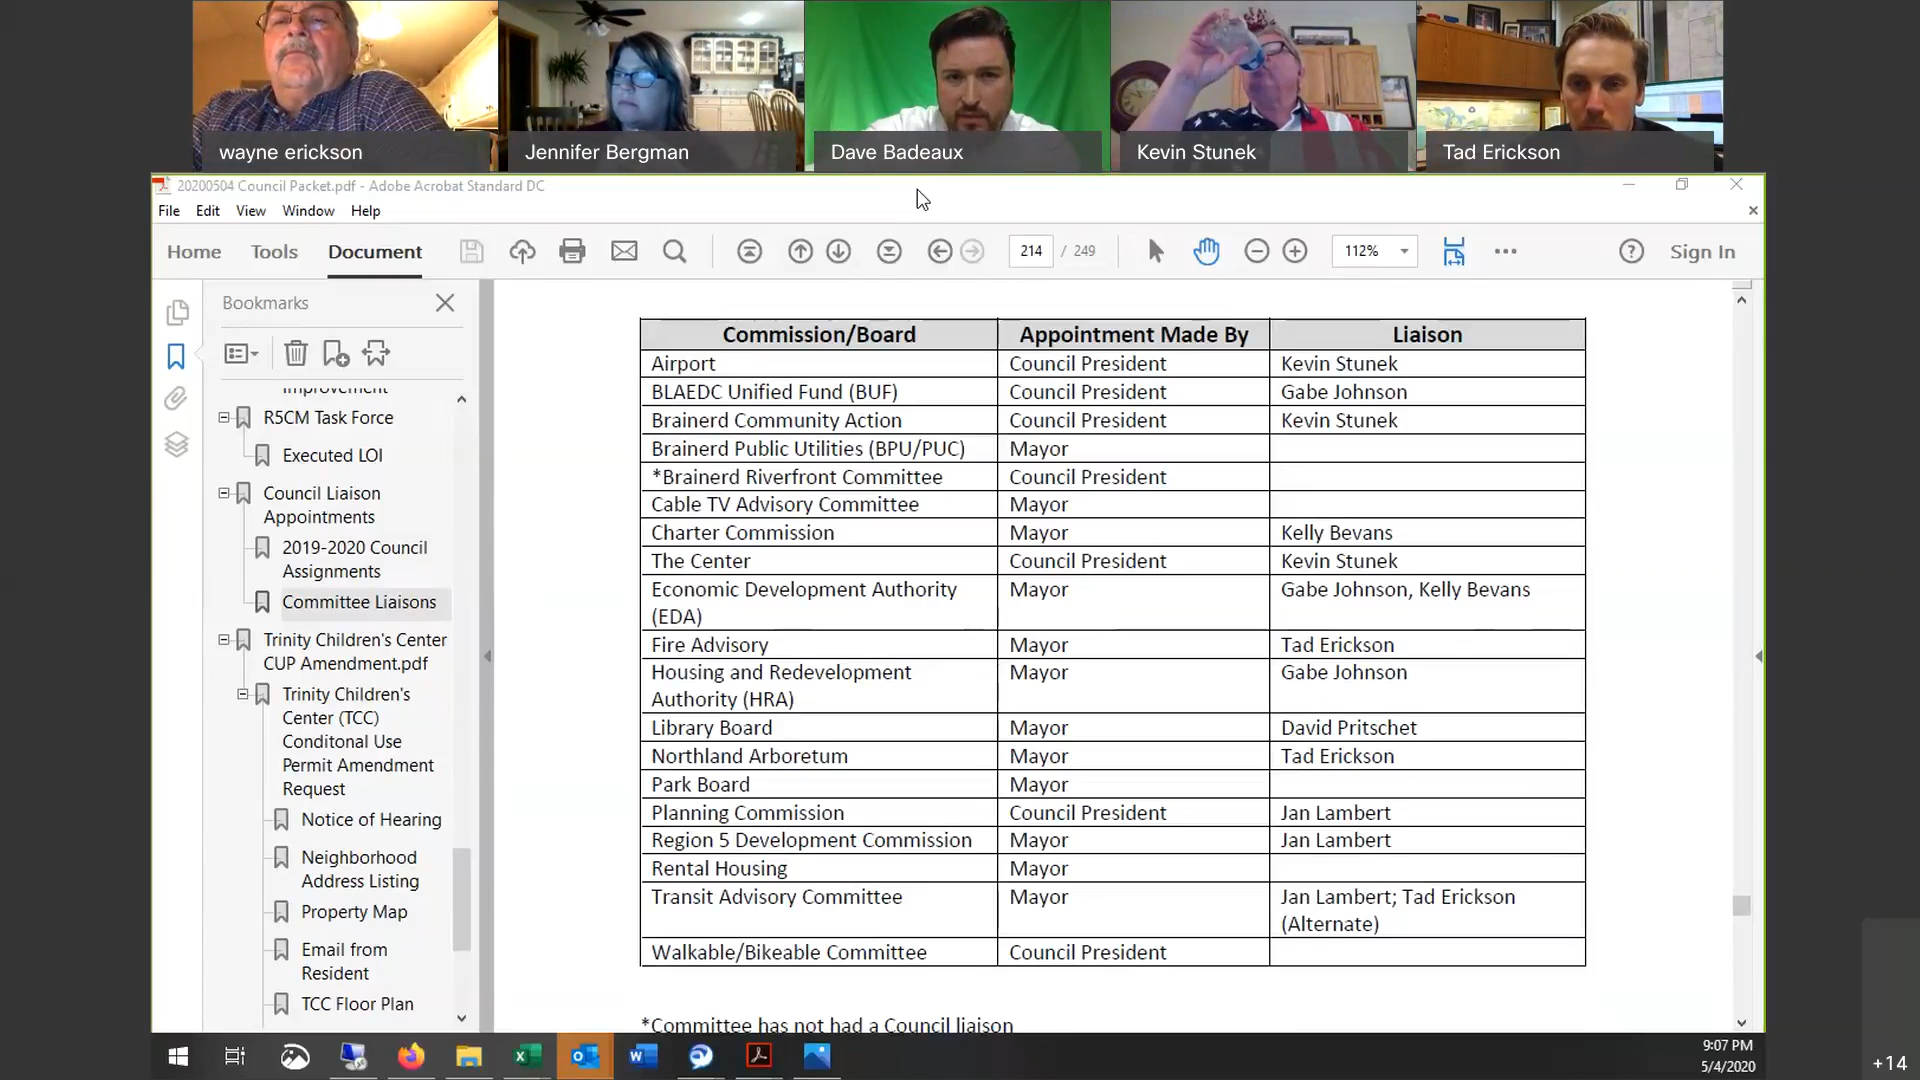 wayne erickson
Jennifer Bergman
Dave Badeaux
Kevin Stunek
Tad Erickson
20200504 Council Packet.pdf - Adobe Acrobat Standard DC
File Edit View Window Help
Home Tools Document 214 / 249 112% Sign In
Bookmarks
Improvement
R5CM Task Force
Executed LOI
Council Liaison
Appointments
2019-2020 Council
Assignments
Committee Liaisons
Trinity Children's Center
CUP Amendment.pdf
Trinity Children's
Center (TCC)
Conditonal Use
Permit Amendment
Request
Notice of Hearing
Neighborhood
Address Listing
Property Map
Email from
Resident
TCC Floor Plan
Commission/Board Appointment Made By Liaison
Airport Council President Kevin Stunek
BLAEDC Unified Fund (BUF) Council President Gabe Johnson
Brainerd Community Action Council President Kevin Stunek
Brainerd Public Utilities (BPU/PUC) Mayor
*Brainerd Riverfront Committee Council President
Cable TV Advisory Committee Mayor
Charter Commission Mayor Kelly Bevans
The Center Council President Kevin Stunek
Economic Development Authority Mayor Gabe Johnson, Kelly Bevans
(EDA)
Fire Advisory Mayor Tad Erickson
Housing and Redevelopment Mayor Gabe Johnson
Authority (HRA)
Library Board Mayor David Pritschet
Northland Arboretum Mayor Tad Erickson
Park Board Mayor
Planning Commission Council President Jan Lambert
Region 5 Development Commission Mayor Jan Lambert
Rental Housing Mayor
Transit Advisory Committee Mayor Jan Lambert; Tad Erickson
(Alternate)
Walkable/Bikeable Committee Council President
*Committee has not had a Council liaison
9:07 PM
5/4/2020
+14